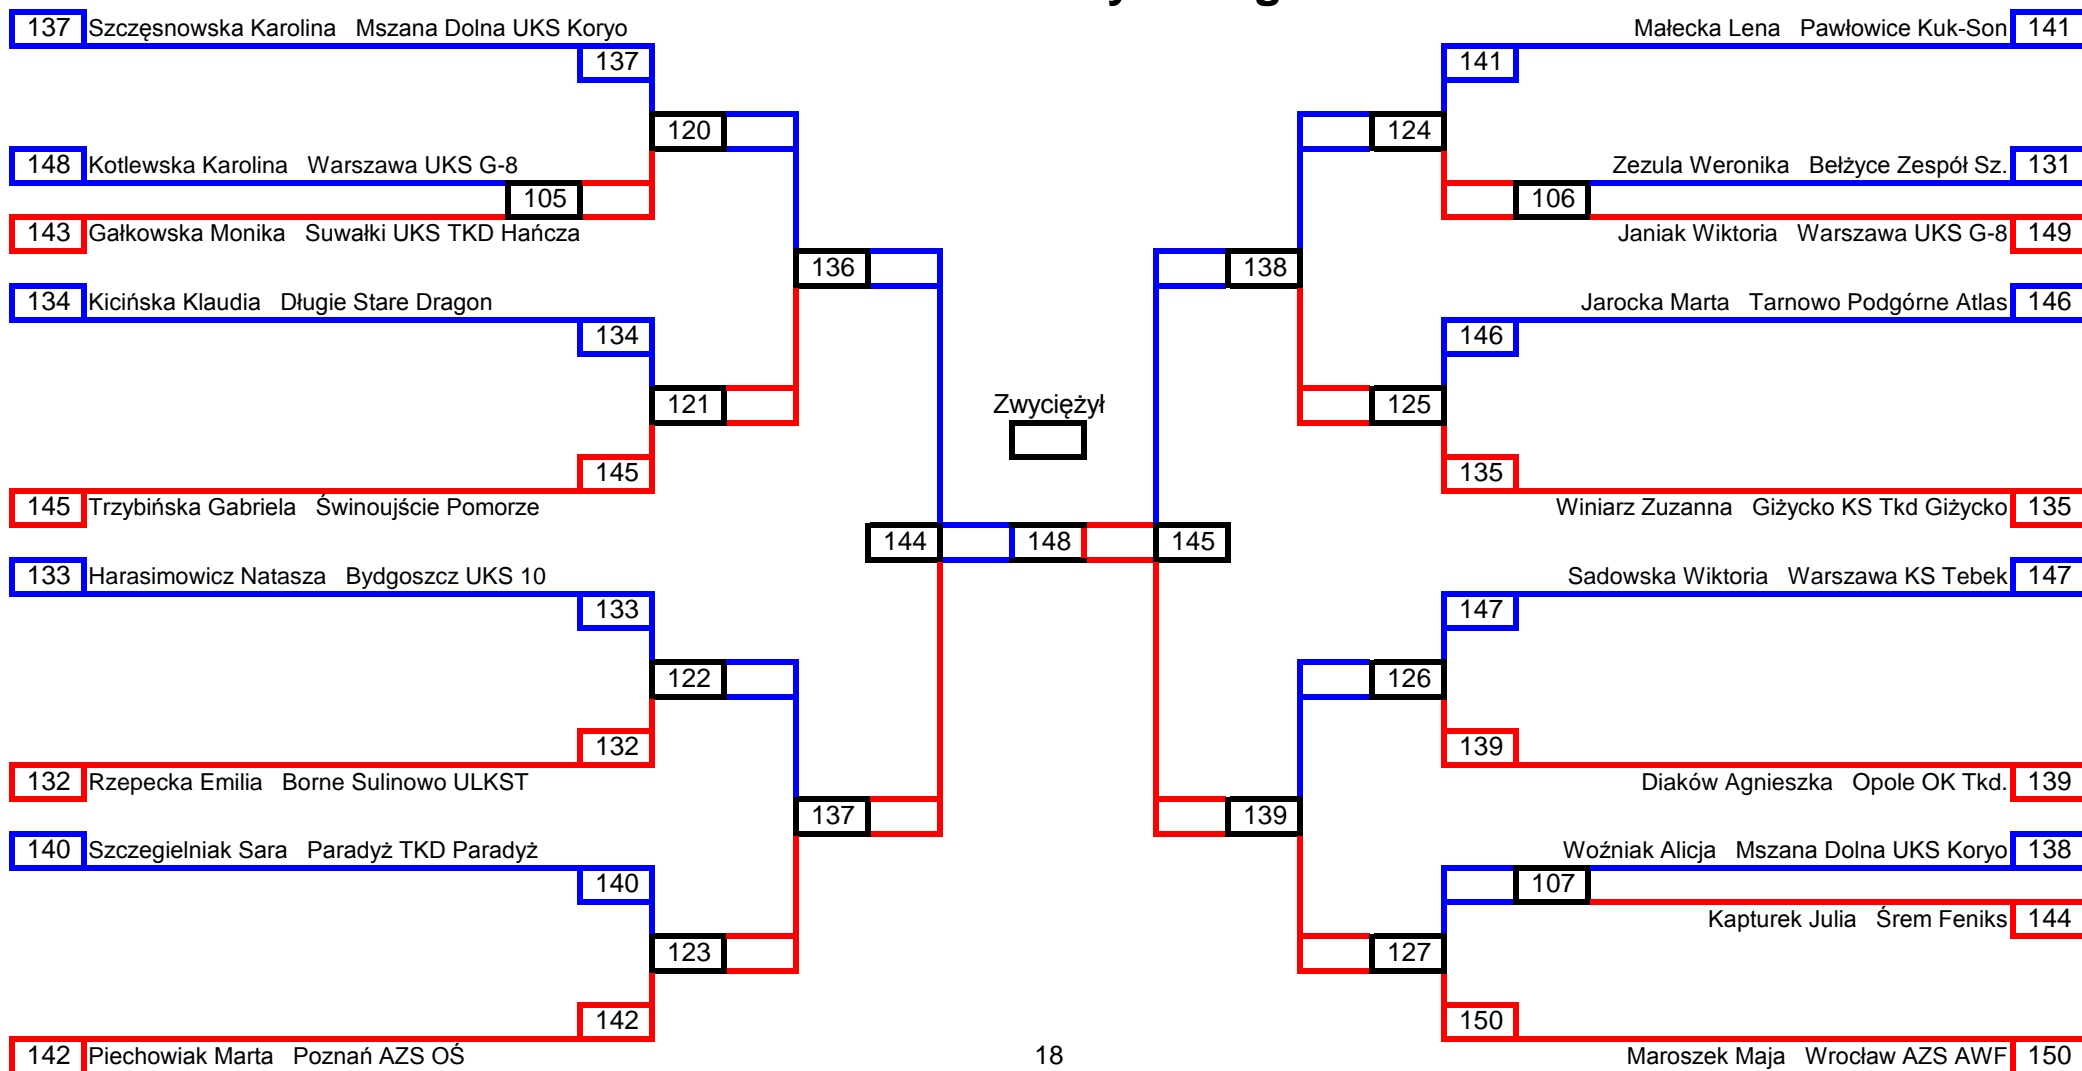 137 Szczęsnowska Karolina Mszana Dolna UKS Koryo
137
120
148 Kotlewska Karolina Warszawa UKS G-8
105
143 Gałkowska Monika Suwałki UKS TKD Hańcza
136
134 Kicińska Klaudia Długie Stare Dragon
134
121
145
145 Trzybińska Gabriela Świnoujście Pomorze
144
133 Harasimowicz Natasza Bydgoszcz UKS 10
133
122
132
132 Rzepecka Emilia Borne Sulinowo ULKST
137
140 Szczegielniak Sara Paradyż TKD Paradyż
140
123
142
142 Piechowiak Marta Poznań AZS OŚ
Zwyciężył
148
18
Małecka Lena Pawłowice Kuk-Son 141
141
124
Zezula Weronika Bełżyce Zespół Sz. 131
106
Janiak Wiktoria Warszawa UKS G-8 149
138
Jarocka Marta Tarnowo Podgórne Atlas 146
146
125
135
Winiarz Zuzanna Giżycko KS Tkd Giżycko 135
145
Sadowska Wiktoria Warszawa KS Tebek 147
147
126
139
Diaków Agnieszka Opole OK Tkd. 139
139
Woźniak Alicja Mszana Dolna UKS Koryo 138
107
Kapturek Julia Śrem Feniks 144
127
150
Maroszek Maja Wrocław AZS AWF 150